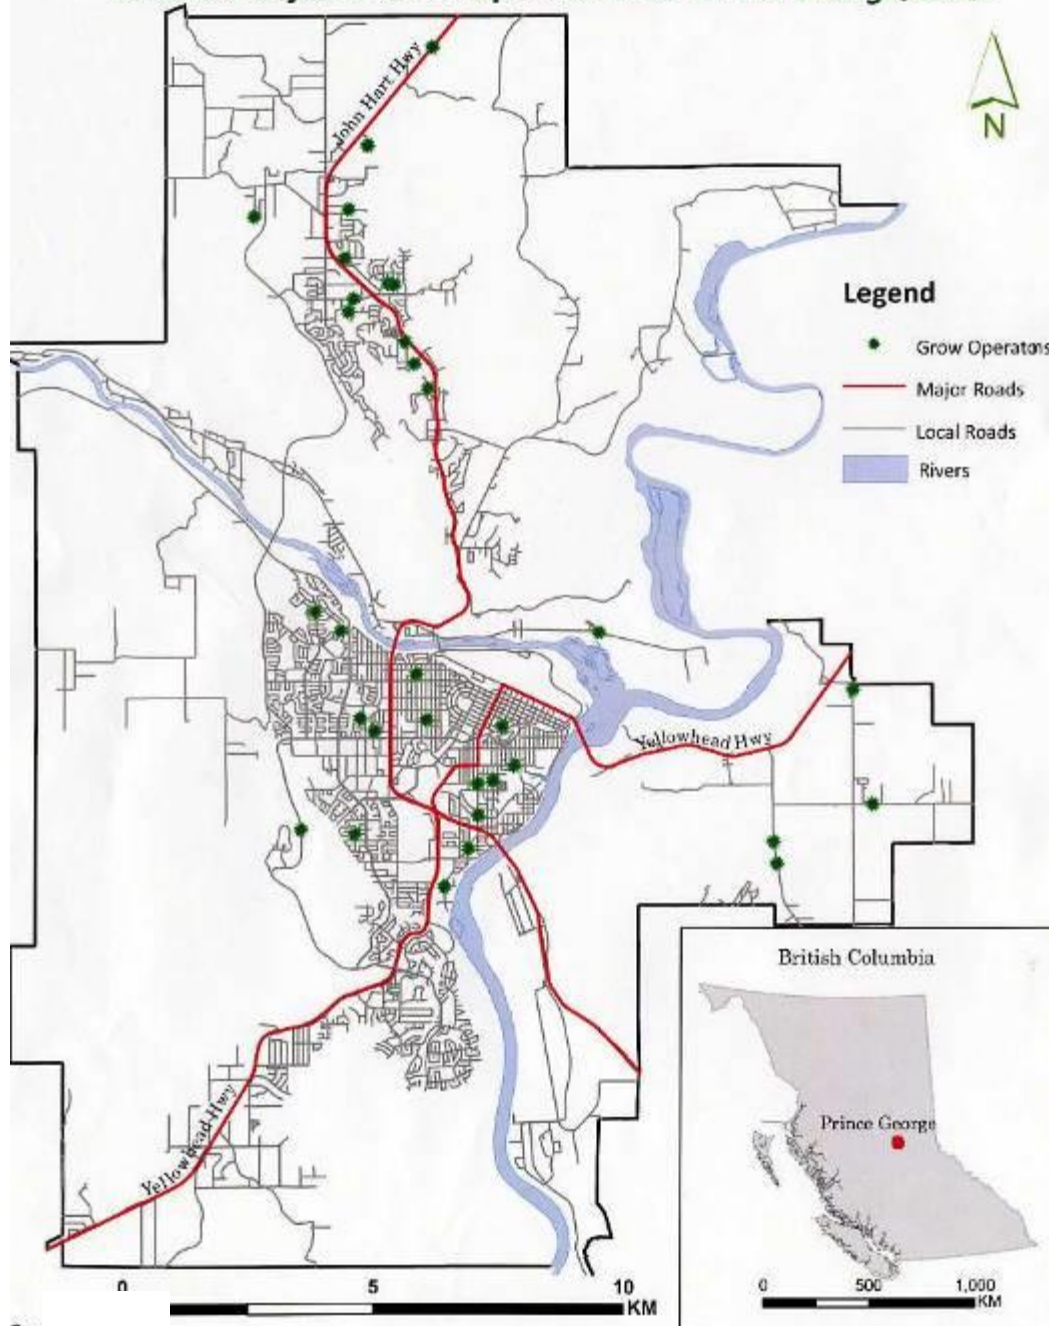 John Hart Hwy
N
Legend
Grow Operatons
Major Roads
Local Roads
Rivers
Yellowhead Hwy
British Columbia
Prince George
Yellowhead Hwy
0 5 10
KM
0 500 1,000
KM